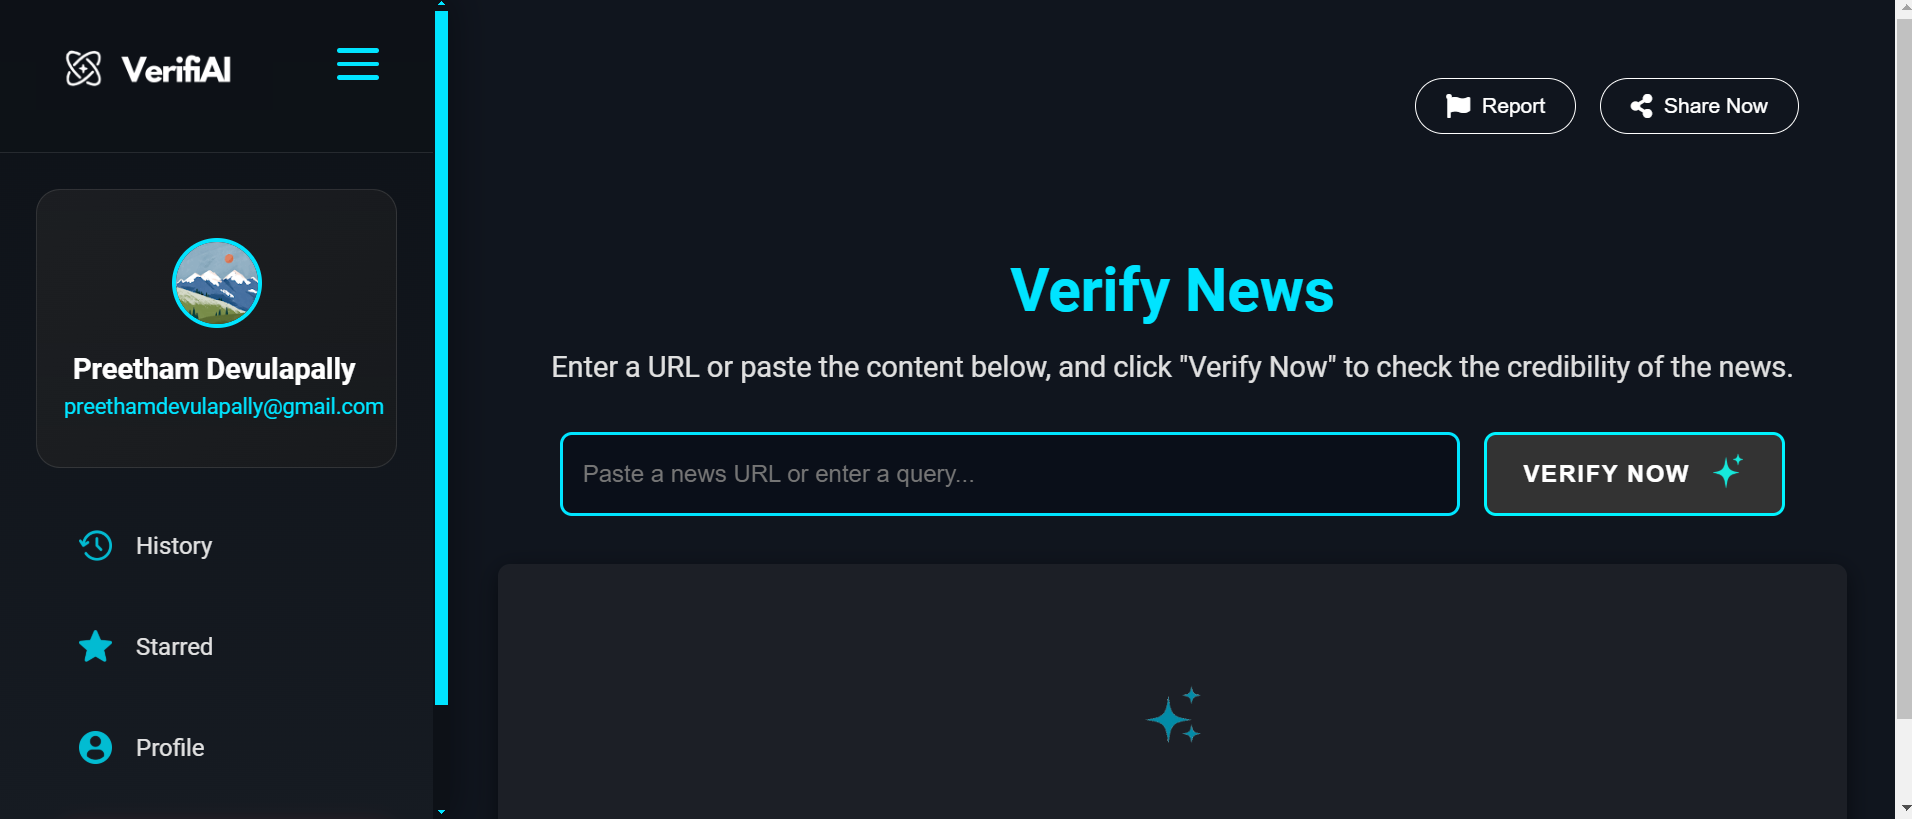 VerifiAI
Report
Share Now
Preetham Devulapally
preethamdevulapally@gmail.com
History
Starred
Profile
Verify News
Enter a URL or paste the content below, and click "Verify Now" to check the credibility of the news.
Paste a news URL or enter a query...
VERIFY NOW